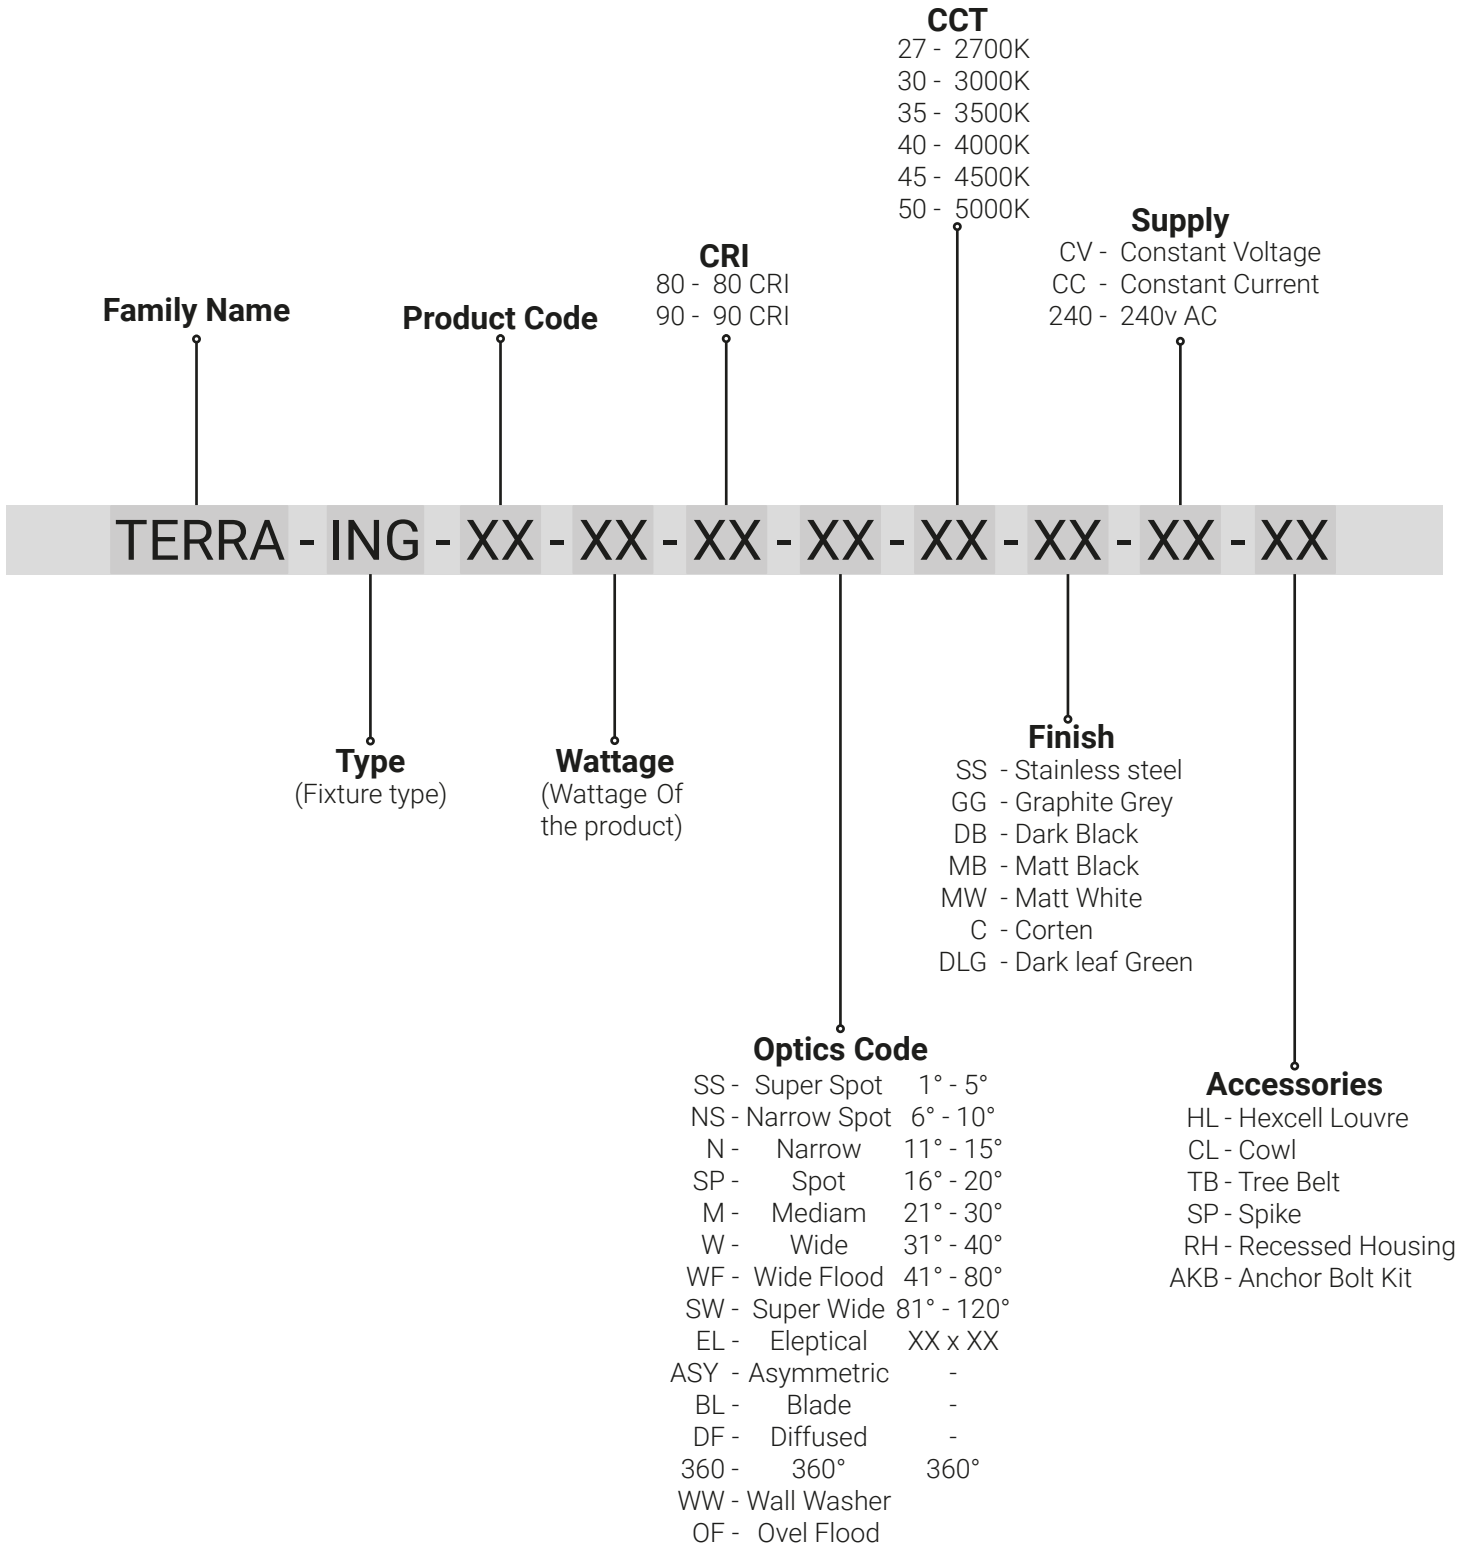 CCT
27 - 2700K
30 - 3000K
35 - 3500K
40 - 4000K
45 - 4500K
50 - 5000K
Supply
CV - Constant Voltage
CC - Constant Current
240 - 240v AC
CRI
80 - 80 CRI
90 - 90 CRI
Family Name
Product Code
TERRA - ING - XX - XX - XX - XX - XX - XX - XX - XX
Type
(Fixture type)
Wattage
(Wattage Of
the product)
Finish
SS - Stainless steel
GG - Graphite Grey
DB - Dark Black
MB - Matt Black
MW - Matt White
C - Corten
DLG - Dark leaf Green
Optics Code
SS - Super Spot 1° - 5°
NS - Narrow Spot 6° - 10°
N - Narrow 11° - 15°
SP - Spot 16° - 20°
M - Mediam 21° - 30°
W - Wide 31° - 40°
WF - Wide Flood 41° - 80°
SW - Super Wide 81° - 120°
EL - Eleptical XX x XX
ASY - Asymmetric -
BL - Blade -
DF - Diffused -
360 - 360° 360°
WW - Wall Washer
OF - Ovel Flood
Accessories
HL - Hexcell Louvre
CL - Cowl
TB - Tree Belt
SP - Spike
RH - Recessed Housing
AKB - Anchor Bolt Kit